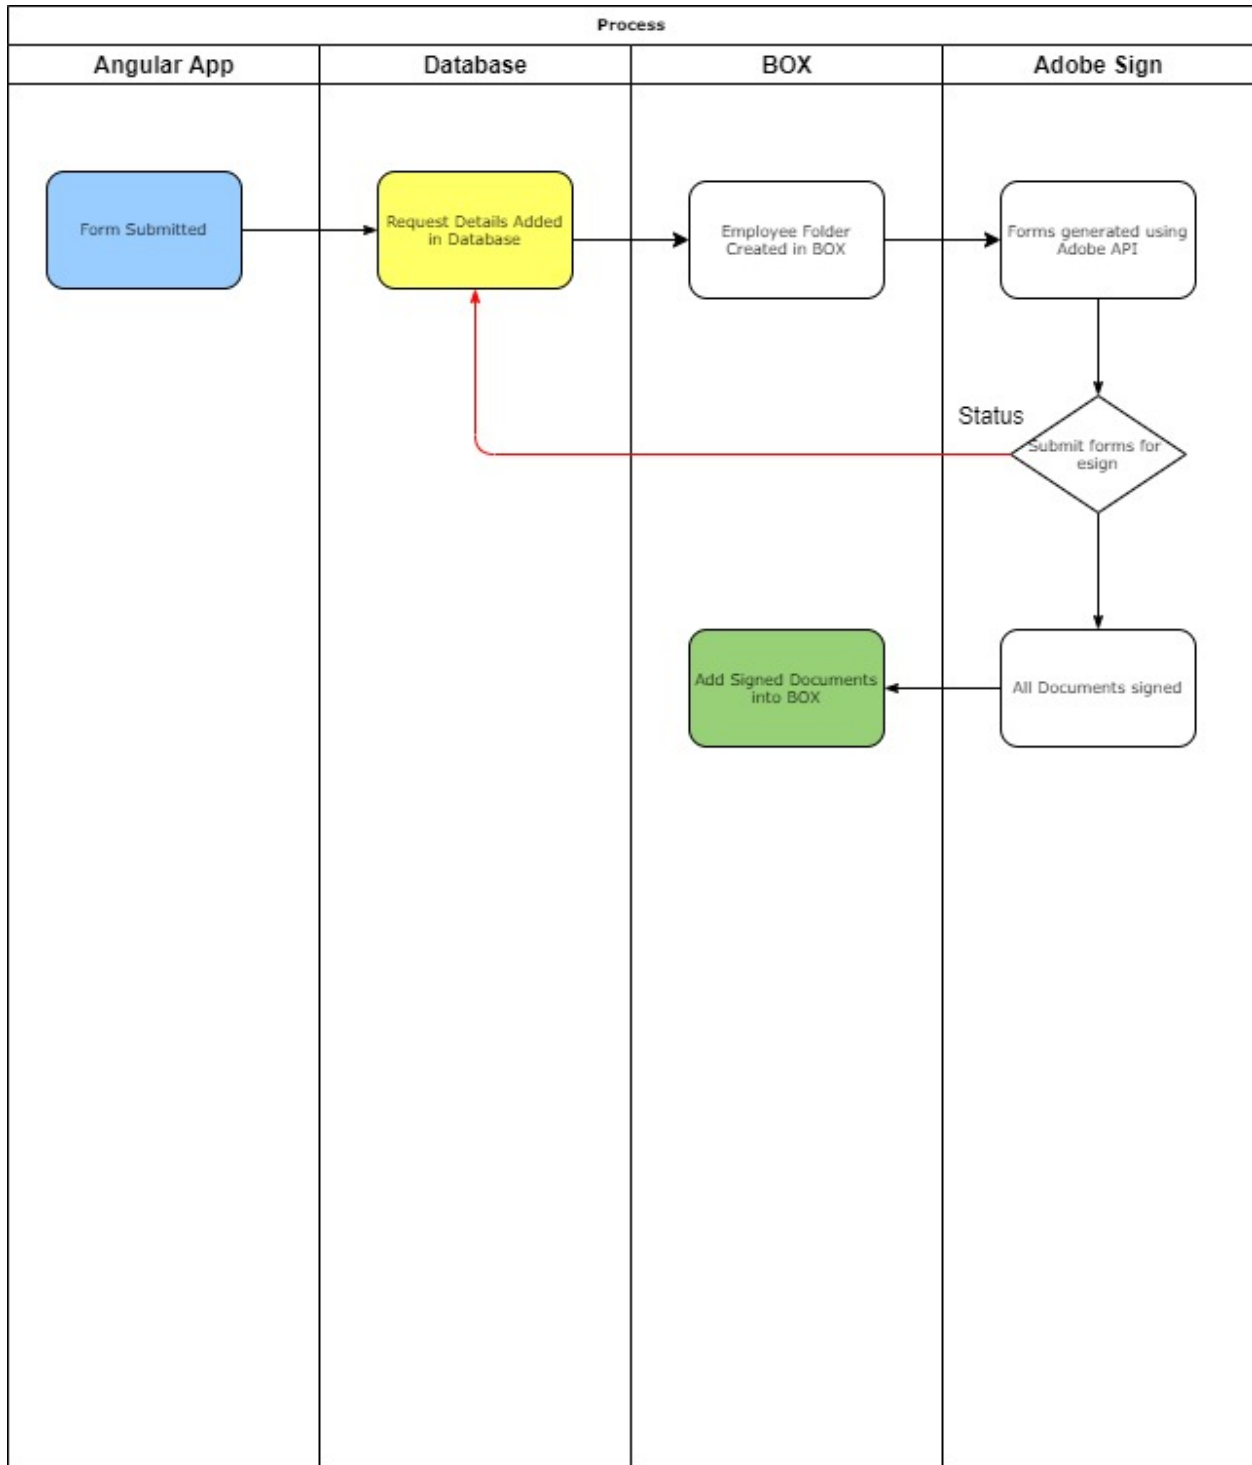 Process
Angular App
Database
BOX
Adobe Sign
Form Submitted
Request Details Added
in Database
Employee Folder
Created in BOX
Forms generated using
Adobe API
Status
Submit forms for
esign
Add Signed Documents
into BOX
All Documents signed